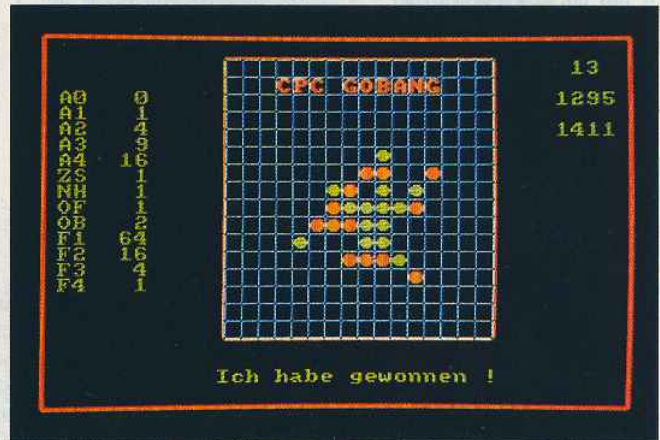 CPC GOBANG
A0 0
A1 1
A2 4
A3 9
A4 16
ZS 1
NH 1
OF 1
OB 2
F1 64
F2 16
F3 4
F4 1
13
1295
1411
Ich habe gewonnen !